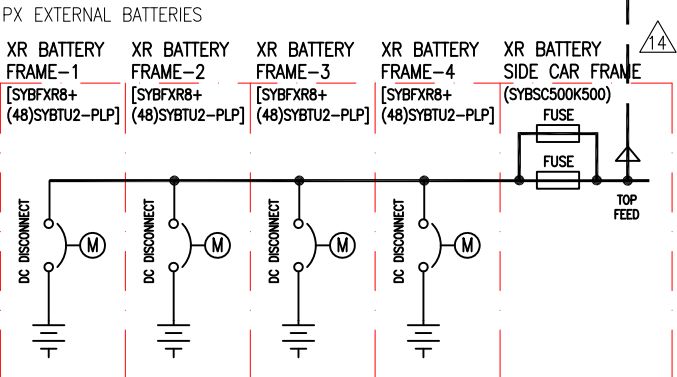 PX EXTERNAL BATTERIES
14
XR BATTERY
FRAME-1
[SYBFXR8+
(48)SYBTU2-PLP]
XR BATTERY
FRAME-2
[SYBFXR8+
(48)SYBTU2-PLP]
XR BATTERY
FRAME-3
[SYBFXR8+
(48)SYBTU2-PLP]
XR BATTERY
FRAME-4
[SYBFXR8+
(48)SYBTU2-PLP]
XR BATTERY
SIDE CAR FRAME
(SYBSC500K500)
FUSE
FUSE
TOP
FEED
DC DISCONNECT
M
DC DISCONNECT
M
DC DISCONNECT
M
DC DISCONNECT
M